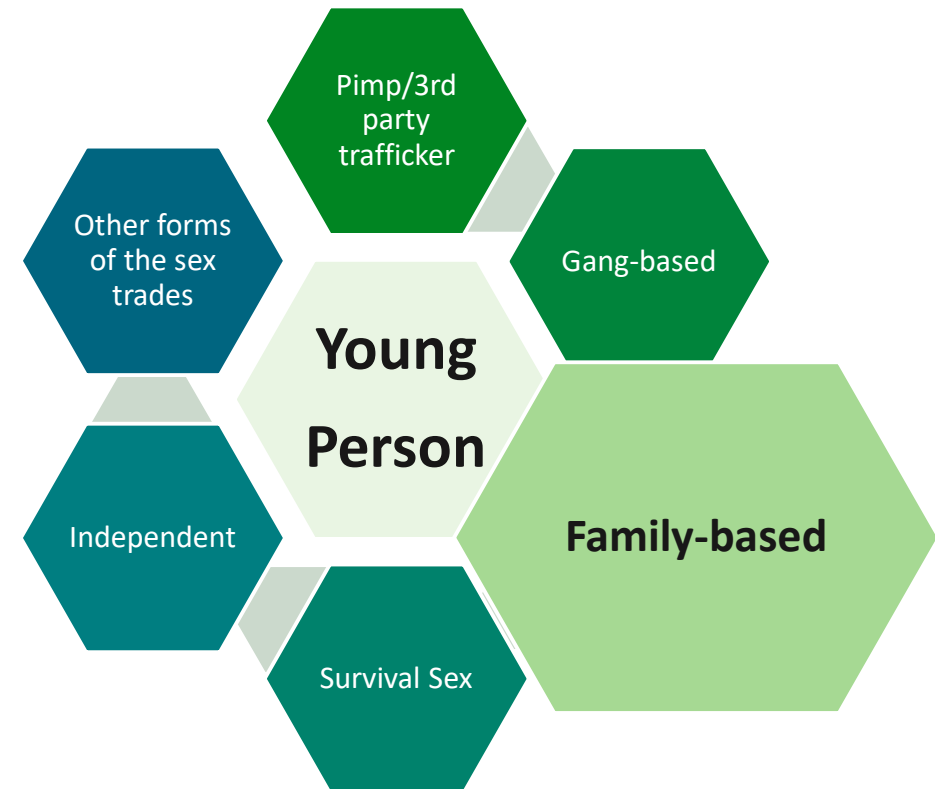 Pimp/3rd
party
trafficker
Other forms
of the sex
trades
Gang-based
Young
Person
Family-based
Independent
Survival Sex